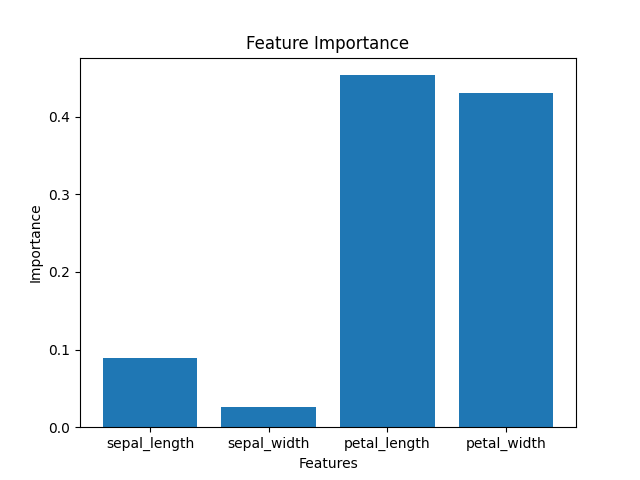 Feature Importance
Importance
0.4
0.3
0.2
0.1
0.0
sepal_length sepal_width petal_length petal_width
Features